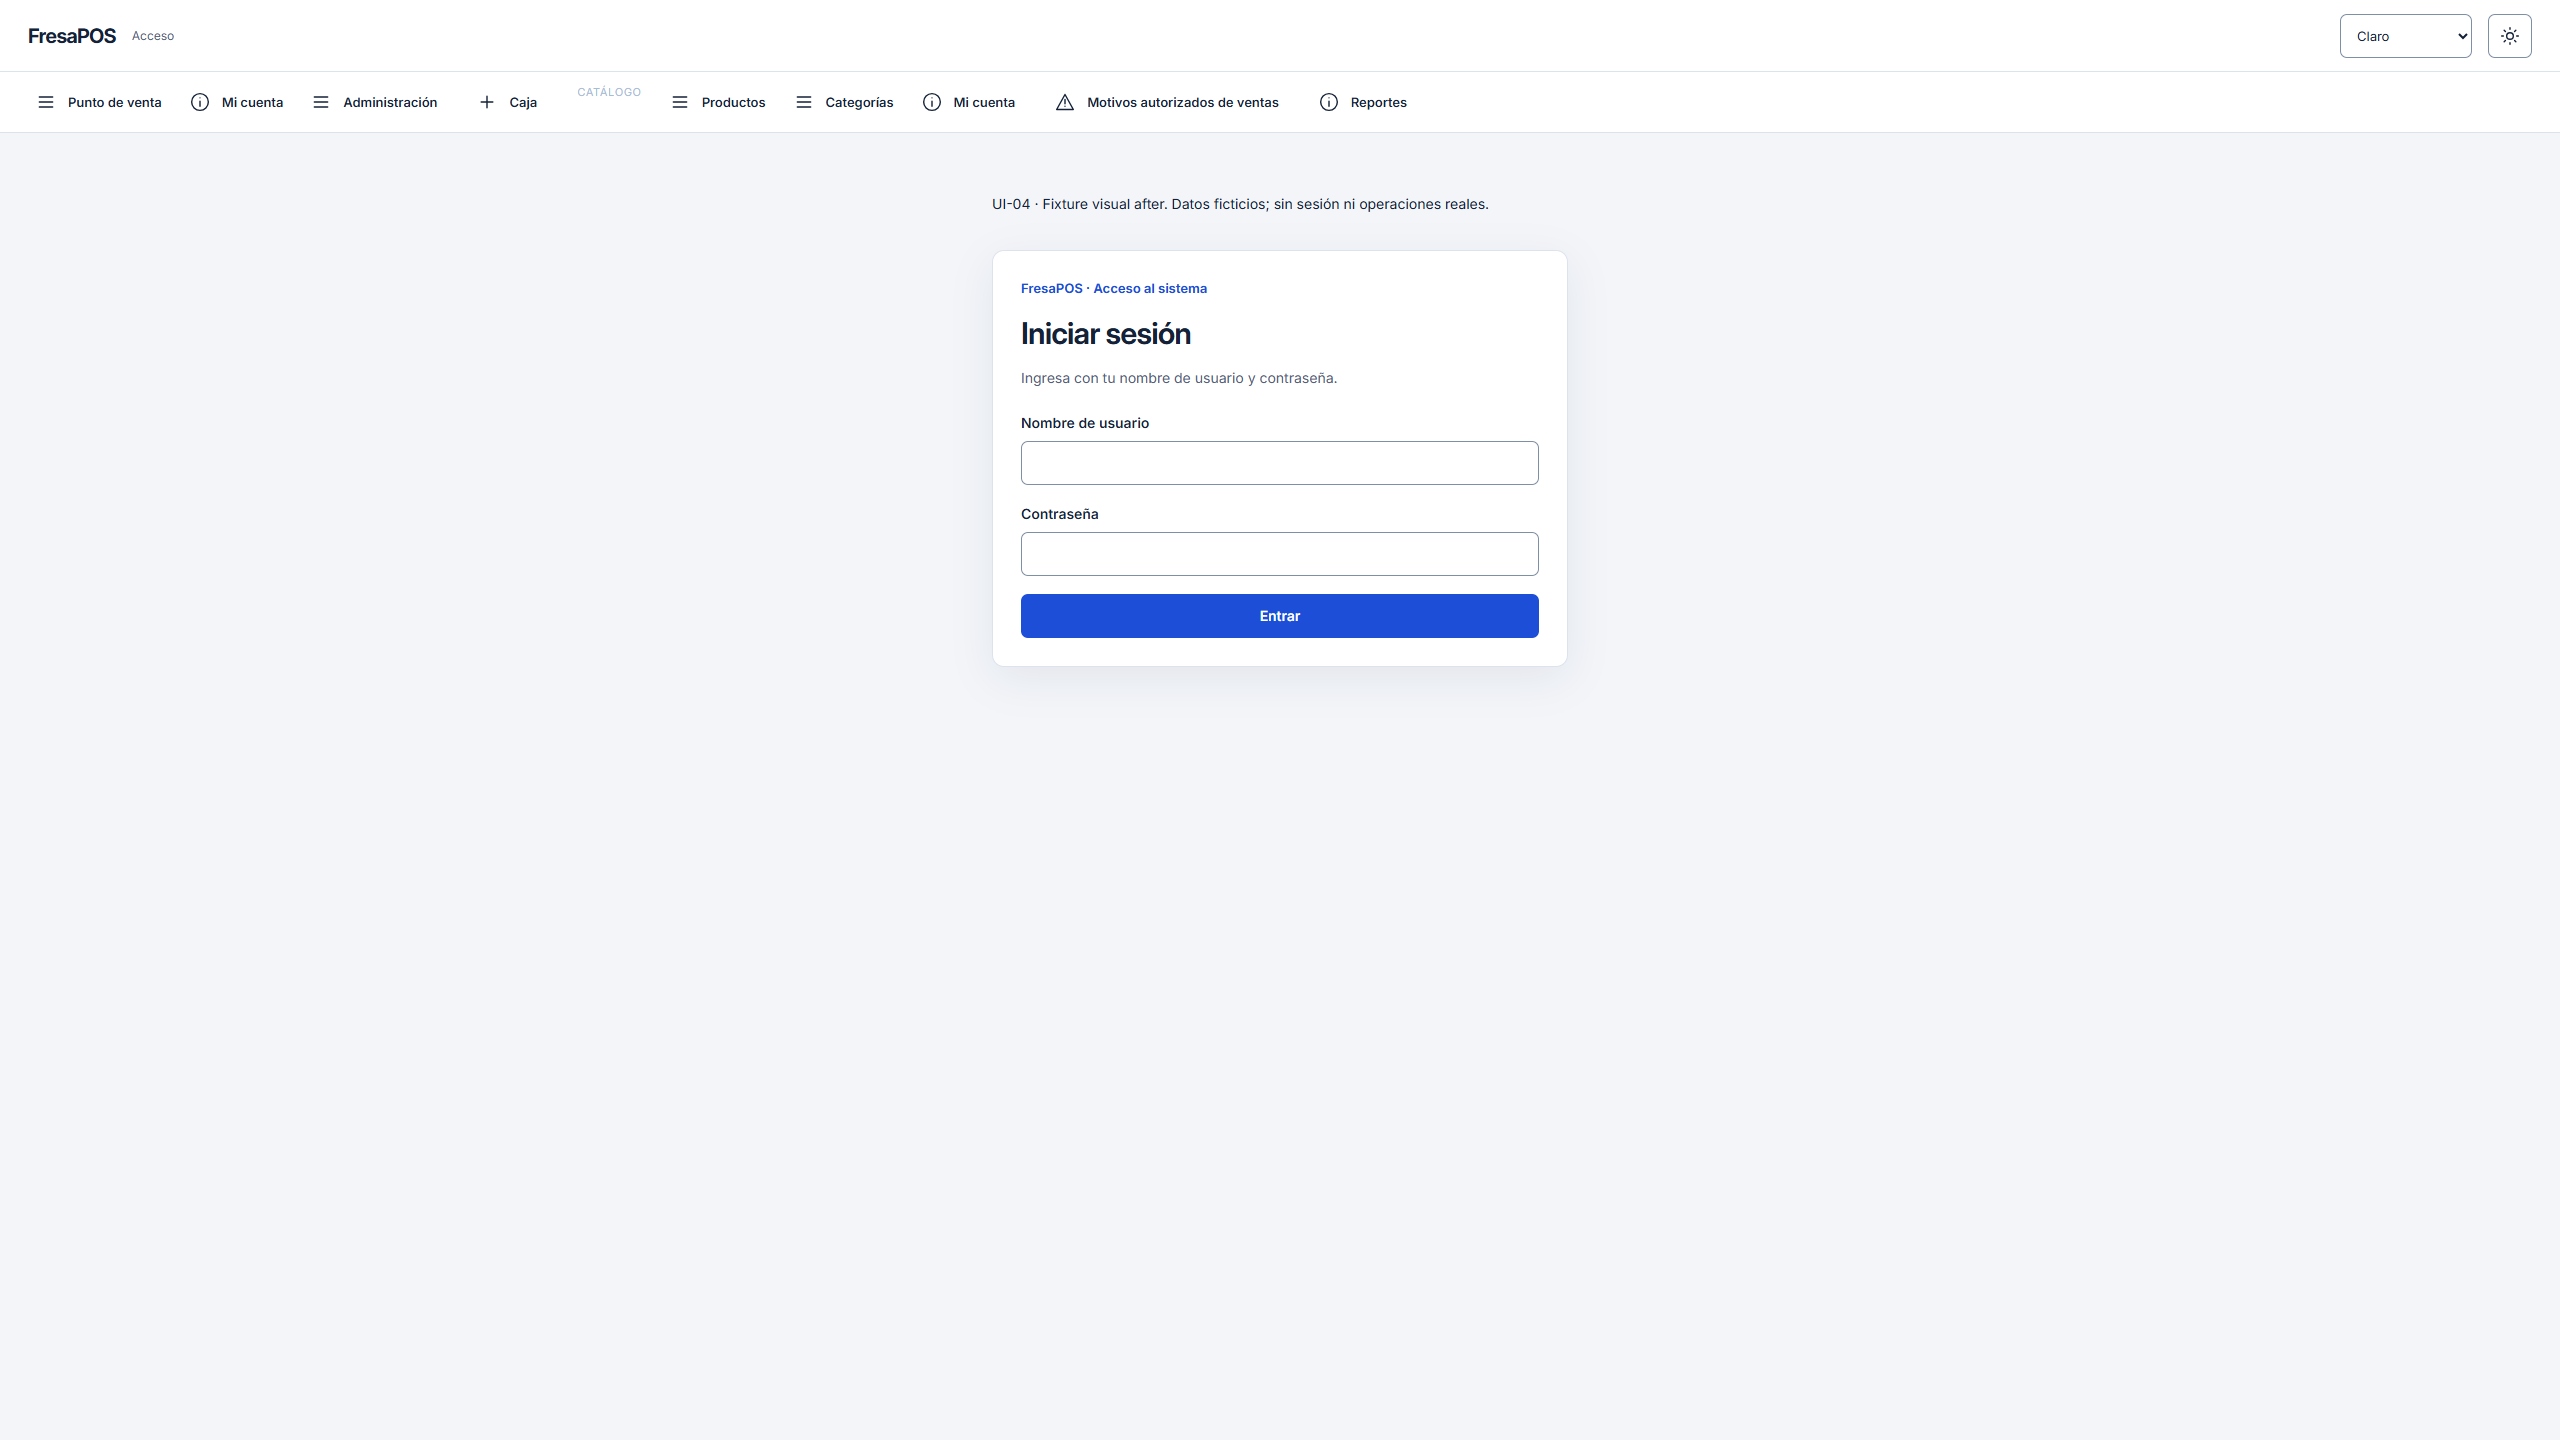 FresaPOS Acceso
Claro
Punto de venta Mi cuenta Administración Caja CATÁLOGO Productos Categorías Mi cuenta Motivos autorizados de ventas Reportes
UI-04 · Fixture visual after. Datos ficticios; sin sesión ni operaciones reales.
FresaPOS · Acceso al sistema
Iniciar sesión
Ingresa con tu nombre de usuario y contraseña.
Nombre de usuario
Contraseña
Entrar